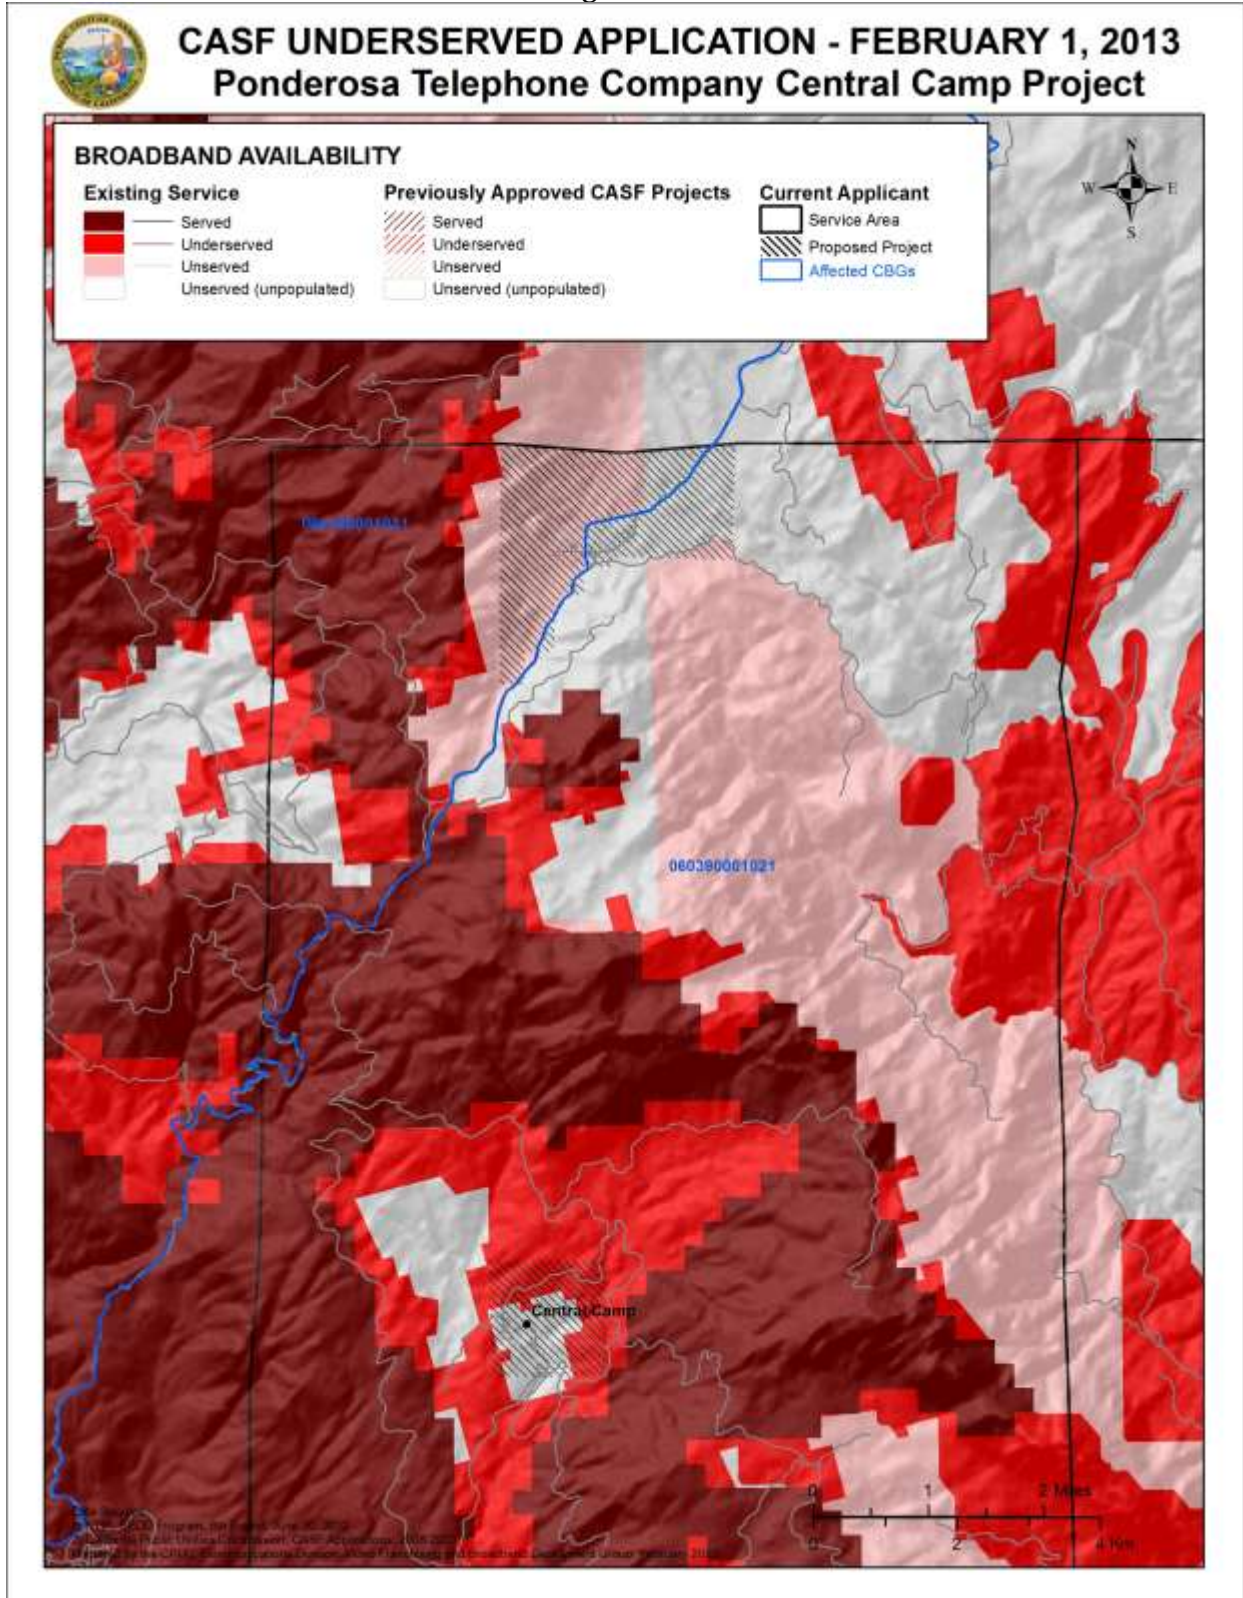 CASF UNDERSERVED APPLICATION - FEBRUARY 1, 2013
Ponderosa Telephone Company Central Camp Project
BROADBAND AVAILABILITY
Existing Service
Served
Underserved
Unserved
Unserved (unpopulated)
Previously Approved CASF Projects
Served
Underserved
Unserved
Unserved (unpopulated)
Current Applicant
Service Area
Proposed Project
Affected CBGs
N
W E
S
060390001021
Central Camp
0 1 2 Miles
0 2 4 Km